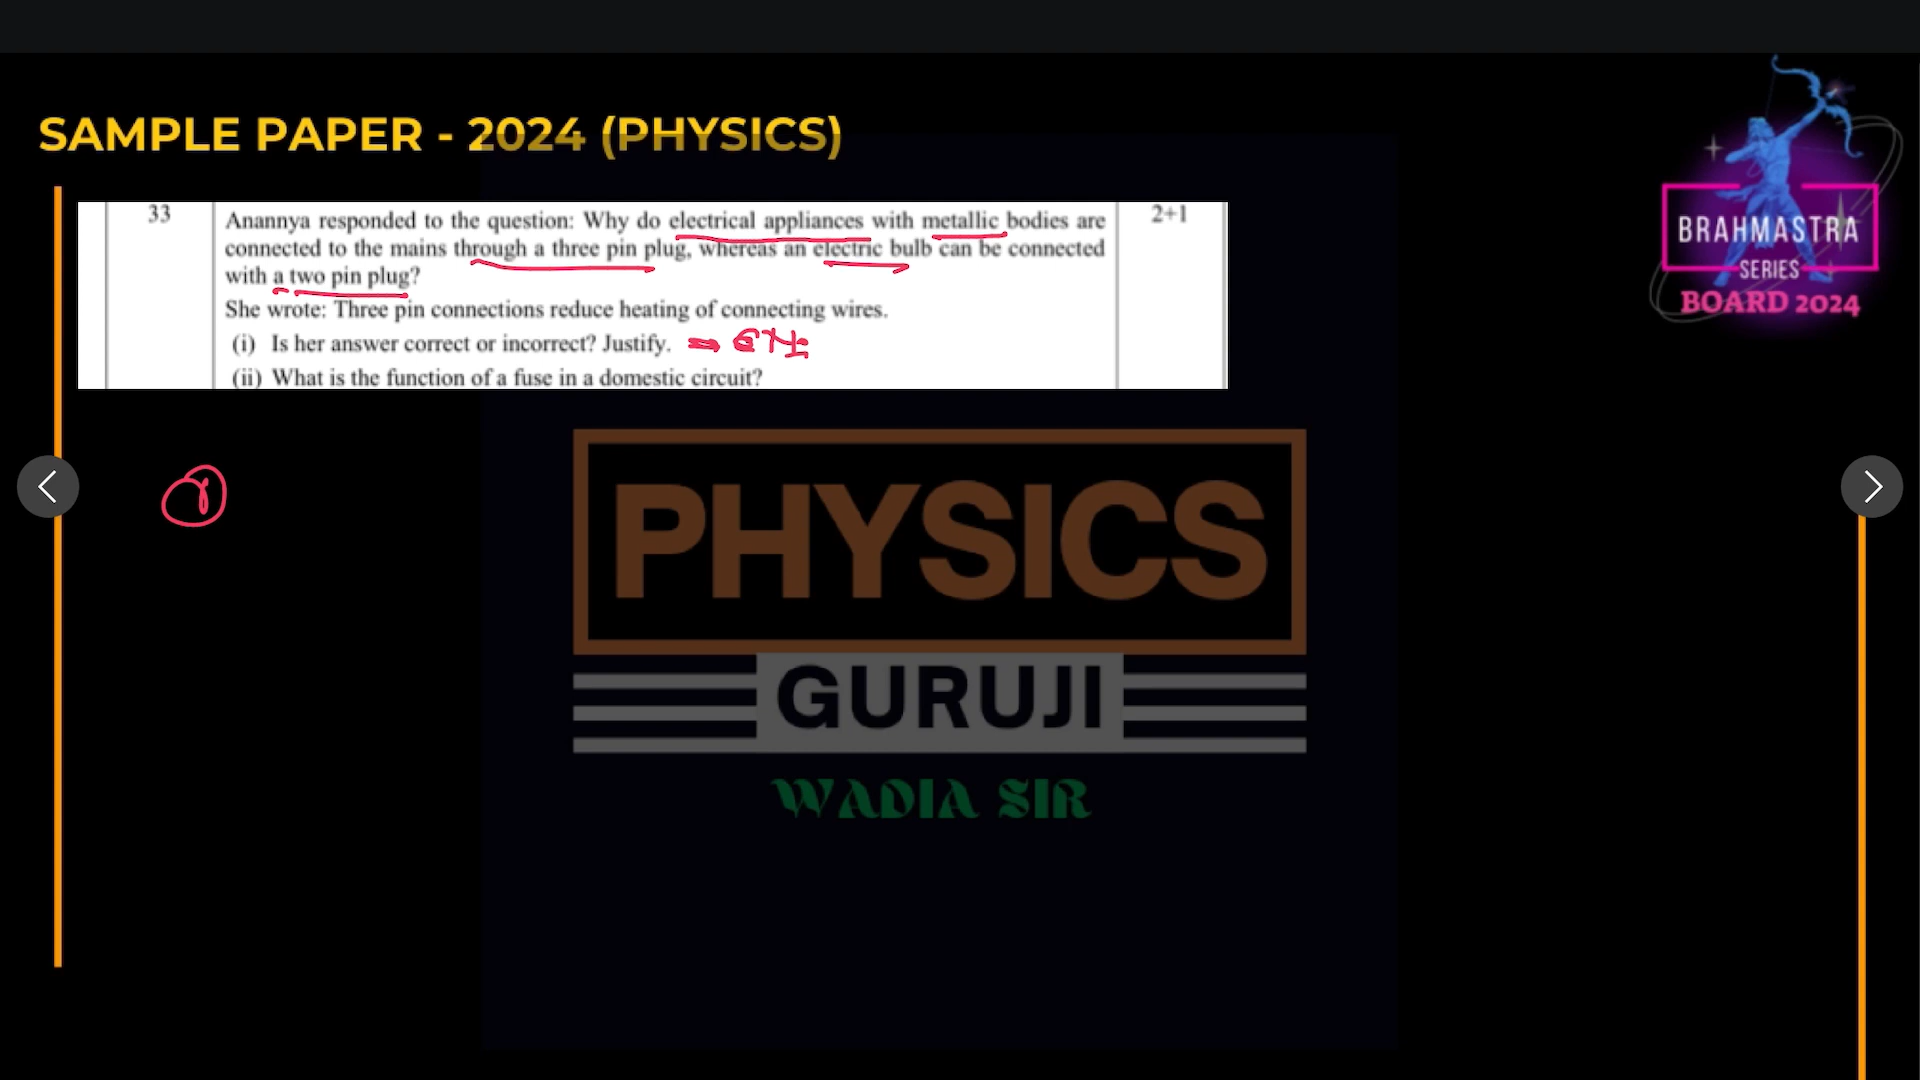 SAMPLE PAPER - 2024 (PHYSICS)
33
Anannya responded to the question: Why do electrical appliances with metallic bodies are
2+1
connected to the mains through a three pin plug, whereas an electric bulb can be connected
with a two pin plug?
She wrote: Three pin connections reduce heating of connecting wires.
(i) Is her answer correct or incorrect? Justify.
(ii) What is the function of a fuse in a domestic circuit?
BRAHMASTRA
SERIES
BOARD 2024
PHYSICS
GURUJI
WADIA SIR